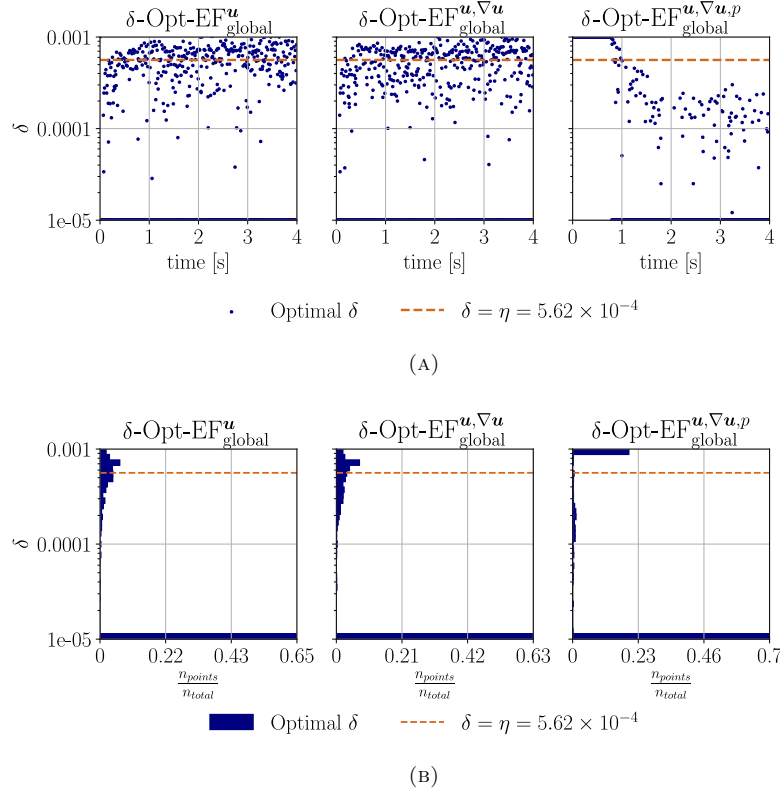 δ-Opt-EF^𝒖_global δ-Opt-EF^{𝒖,∇𝒖}_global δ-Opt-EF^{𝒖,∇𝒖,p}_global
0.001
0.0001
1e-05
δ
0 1 2 3 4 0 1 2 3 4 0 1 2 3 4
time [s] time [s] time [s]
Optimal δ δ = η = 5.62 × 10^{−4}
(A)
δ-Opt-EF^𝒖_global δ-Opt-EF^{𝒖,∇𝒖}_global δ-Opt-EF^{𝒖,∇𝒖,p}_global
0.001
0.0001
1e-05
δ
0 0.22 0.43 0.65 0 0.21 0.42 0.63 0 0.23 0.46 0.7
n_points/n_total n_points/n_total n_points/n_total
Optimal δ δ = η = 5.62 × 10^{−4}
(B)